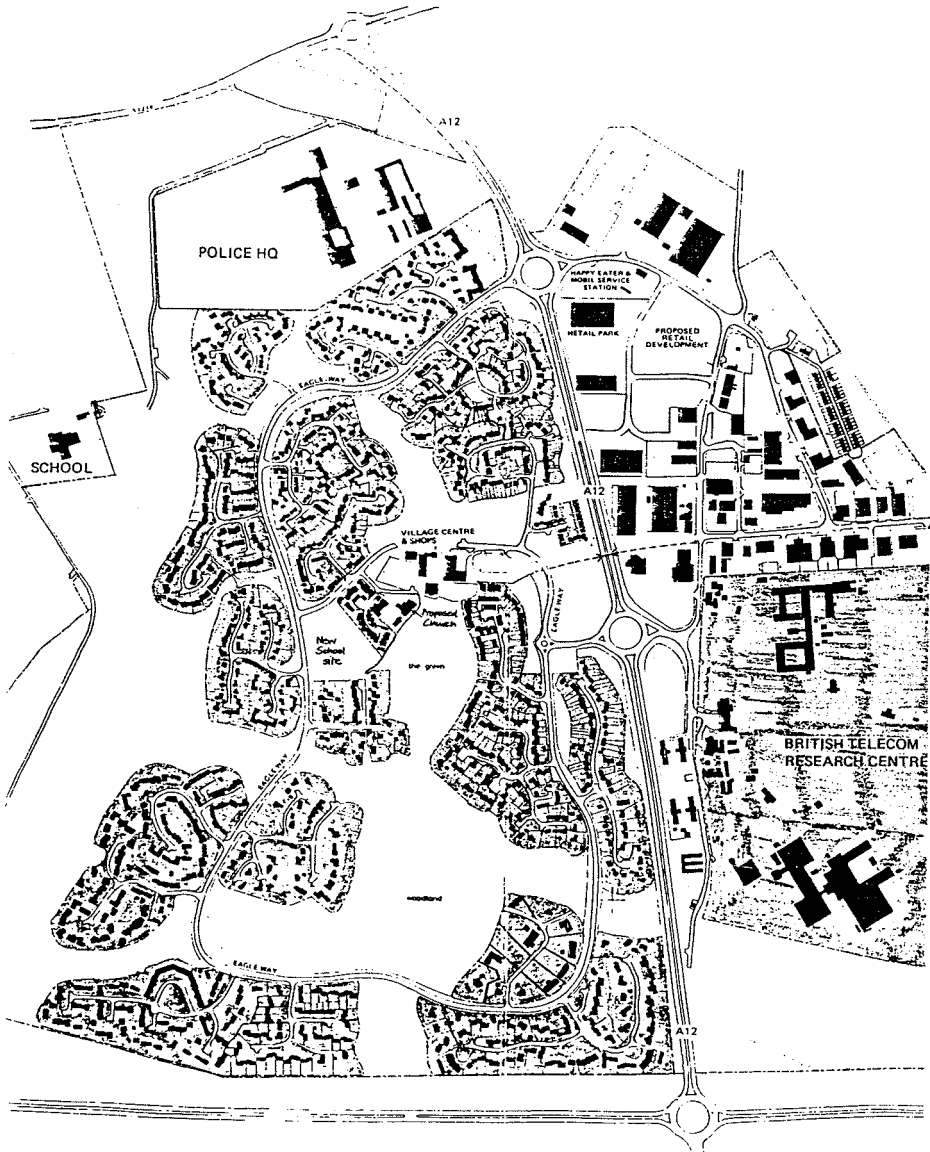 A12
POLICE HQ
HAPPY EATER &
MOBIL SERVICE
STATION
RETAIL PARK
PROPOSED
RETAIL
DEVELOPMENT
EAGLE WAY
SCHOOL
A12
VILLAGE CENTRE
& SHOPS
EAGLE WAY
Proposed
Church
New
School
site
the green
BRITISH TELECOM
RESEARCH CENTRE
EAGLE WAY
woodland
EAGLE WAY
A12